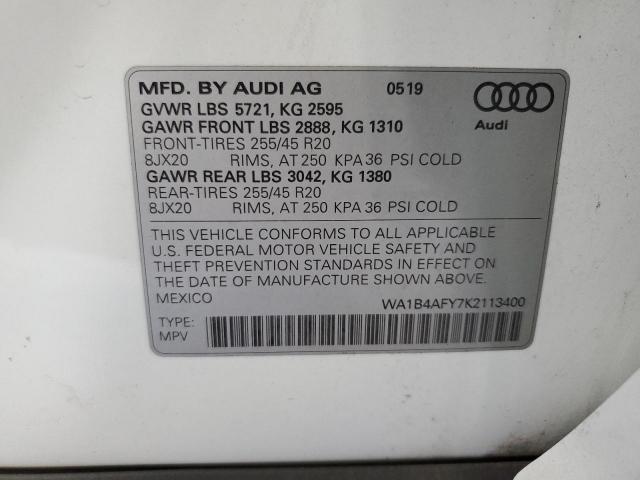 MFD. BY AUDI AG 0519
Audi
GVWR LBS 5721, KG 2595
GAWR FRONT LBS 2888, KG 1310
FRONT-TIRES 255/45 R20
8JX20 RIMS, AT 250 KPA 36 PSI COLD
GAWR REAR LBS 3042, KG 1380
REAR-TIRES 255/45 R20
8JX20 RIMS, AT 250 KPA 36 PSI COLD
THIS VEHICLE CONFORMS TO ALL APPLICABLE
U.S. FEDERAL MOTOR VEHICLE SAFETY AND
THEFT PREVENTION STANDARDS IN EFFECT ON
THE DATE OF MANUFACTURE SHOWN ABOVE.
MEXICO WA1B4AFY7K2113400
TYPE:
MPV